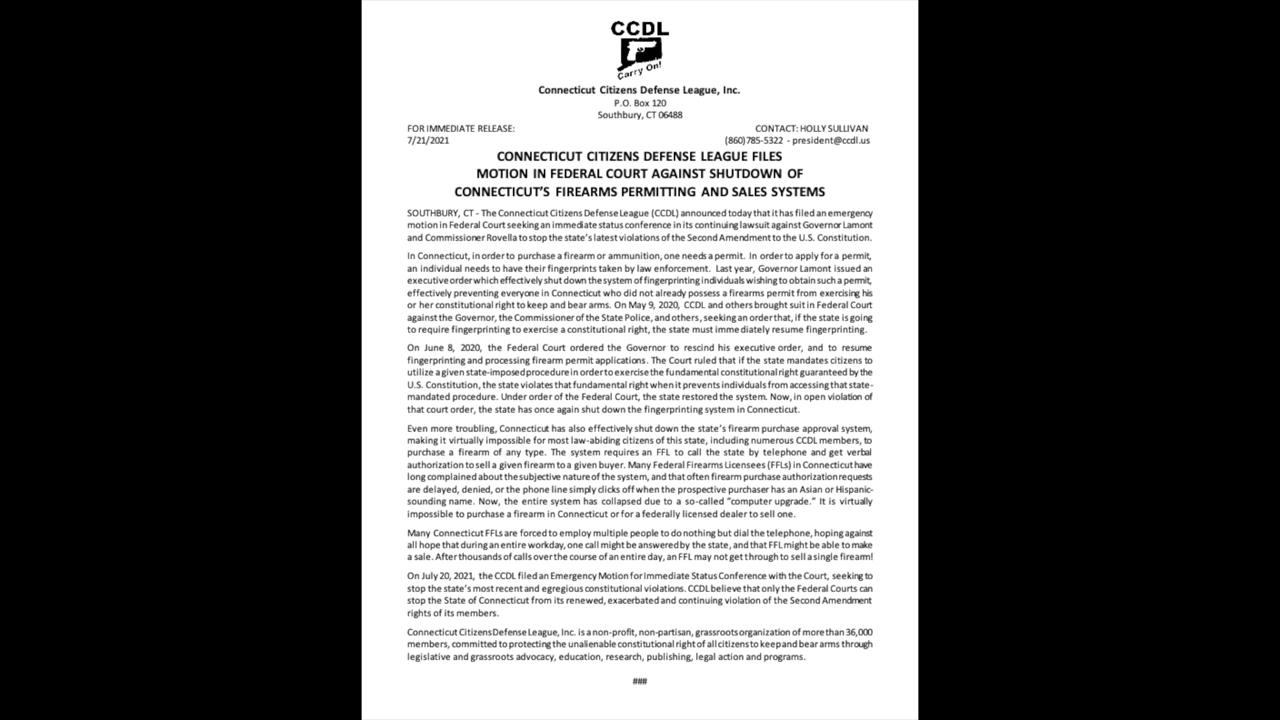 CCDL
Carry On!
Connecticut Citizens Defense League, Inc.
P.O. Box 120
Southbury, CT 06488
FOR IMMEDIATE RELEASE: CONTACT: HOLLY SULLIVAN
7/21/2021 (860)785-5322 - president@ccdl.us
CONNECTICUT CITIZENS DEFENSE LEAGUE FILES
MOTION IN FEDERAL COURT AGAINST SHUTDOWN OF
CONNECTICUT'S FIREARMS PERMITTING AND SALES SYSTEMS
SOUTHBURY, CT - The Connecticut Citizens Defense League (CCDL) announced today that it has filed an emergency
motion in Federal Court seeking an immediate status conference in its continuing lawsuit against Governor Lamont
and Commissioner Rovella to stop the state's latest violations of the Second Amendment to the U.S. Constitution.
In Connecticut, in order to purchase a firearm or ammunition, one needs a permit. In order to apply for a permit,
an individual needs to have their fingerprints taken by law enforcement. Last year, Governor Lamont issued an
executive order which effectively shut down the system of fingerprinting individuals wishing to obtain such a permit,
effectively preventing everyone in Connecticut who did not already possess a firearms permit from exercising his
or her constitutional right to keep and bear arms. On May 9, 2020, CCDL and others brought suit in Federal Court
against the Governor, the Commissioner of the State Police, and others, seeking an order that, if the state is going
to require fingerprinting to exercise a constitutional right, the state must immediately resume fingerprinting.
On June 8, 2020, the Federal Court ordered the Governor to rescind his executive order, and to resume
fingerprinting and processing firearm permit applications. The Court ruled that if the state mandates citizens to
utilize a given state-imposed procedure in order to exercise the fundamental constitutional right guaranteed by the
U.S. Constitution, the state violates that fundamental right when it prevents individuals from accessing that state-
mandated procedure. Under order of the Federal Court, the state restored the system. Now, in open violation of
that court order, the state has once again shut down the fingerprinting system in Connecticut.
Even more troubling, Connecticut has also effectively shut down the state's firearm purchase approval system,
making it virtually impossible for most law-abiding citizens of this state, including numerous CCDL members, to
purchase a firearm of any type. The system requires an FFL to call the state by telephone and get verbal
authorization to sell a given firearm to a given buyer. Many Federal Firearms Licensees (FFLs) in Connecticut have
long complained about the subjective nature of the system, and that often firearm purchase authorization requests
are delayed, denied, or the phone line simply clicks off when the prospective purchaser has an Asian or Hispanic-
sounding name. Now, the entire system has collapsed due to a so-called "computer upgrade." It is virtually
impossible to purchase a firearm in Connecticut or for a federally licensed dealer to sell one.
Many Connecticut FFLs are forced to employ multiple people to do nothing but dial the telephone, hoping against
all hope that during an entire workday, one call might be answered by the state, and that FFL might be able to make
a sale. After thousands of calls over the course of an entire day, an FFL may not get through to sell a single firearm!
On July 20, 2021, the CCDL filed an Emergency Motion for Immediate Status Conference with the Court, seeking to
stop the state's most recent and egregious constitutional violations. CCDL believe that only the Federal Courts can
stop the State of Connecticut from its renewed, exacerbated and continuing violation of the Second Amendment
rights of its members.
Connecticut Citizens Defense League, Inc. is a non-profit, non-partisan, grassroots organization of more than 36,000
members, committed to protecting the unalienable constitutional right of all citizens to keep and bear arms through
legislative and grassroots advocacy, education, research, publishing, legal action and programs.
###